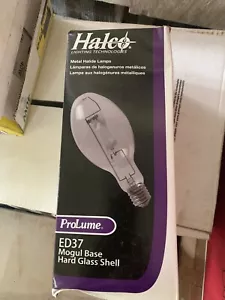 Halco
LIGHTING TECHNOLOGIES
Metal Halide Lamps
Lámparas de halogenuros metálicos
Lampe aux halogénures métalliques
PROLUME
ED37
Mogul Base
Hard Glass Shell